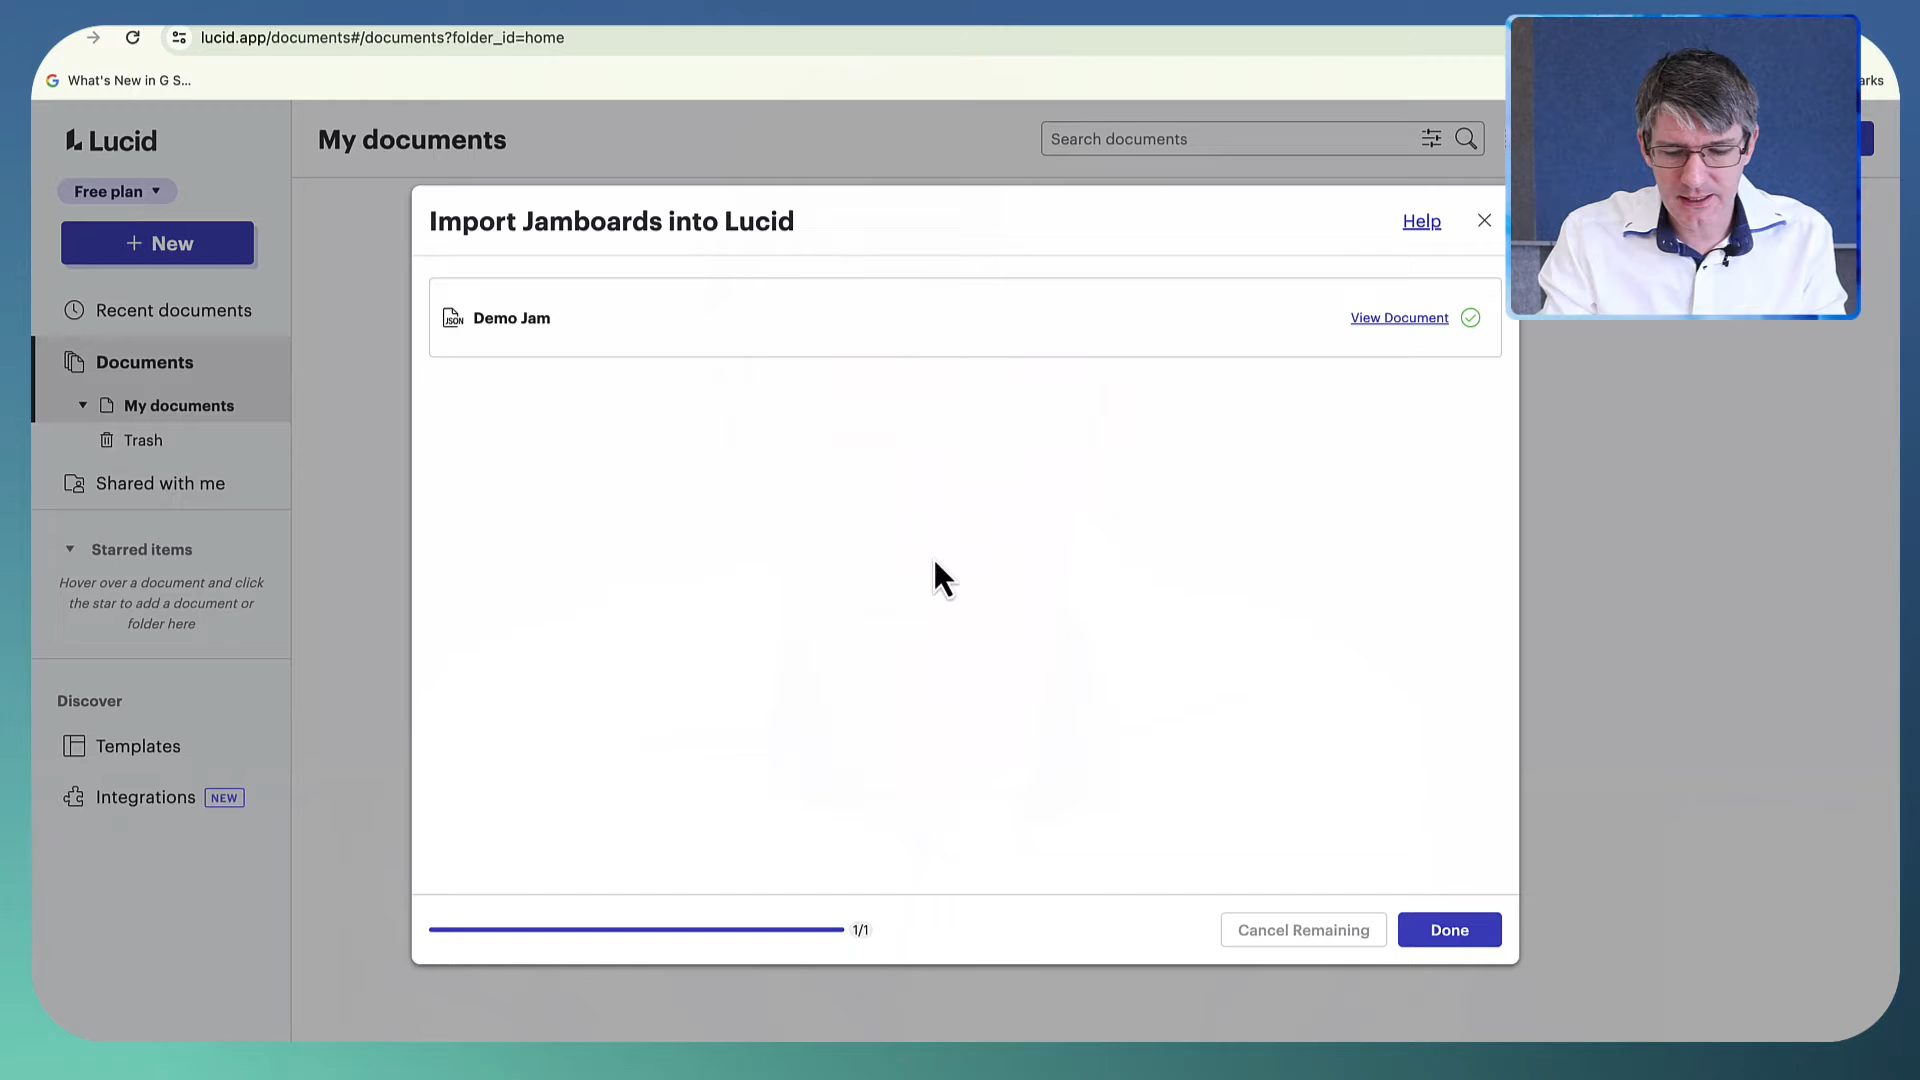 lucid.app/documents#/documents?folder_id=home
What's New in G S...
arks
Lucid
My documents
Search documents
Free plan
+ New
Import Jamboards into Lucid
Help
Recent documents
JSON
Demo Jam
View Document
Documents
My documents
Trash
Shared with me
Starred items
Hover over a document and click
the star to add a document or
folder here
Discover
Templates
Integrations NEW
1/1
Cancel Remaining
Done